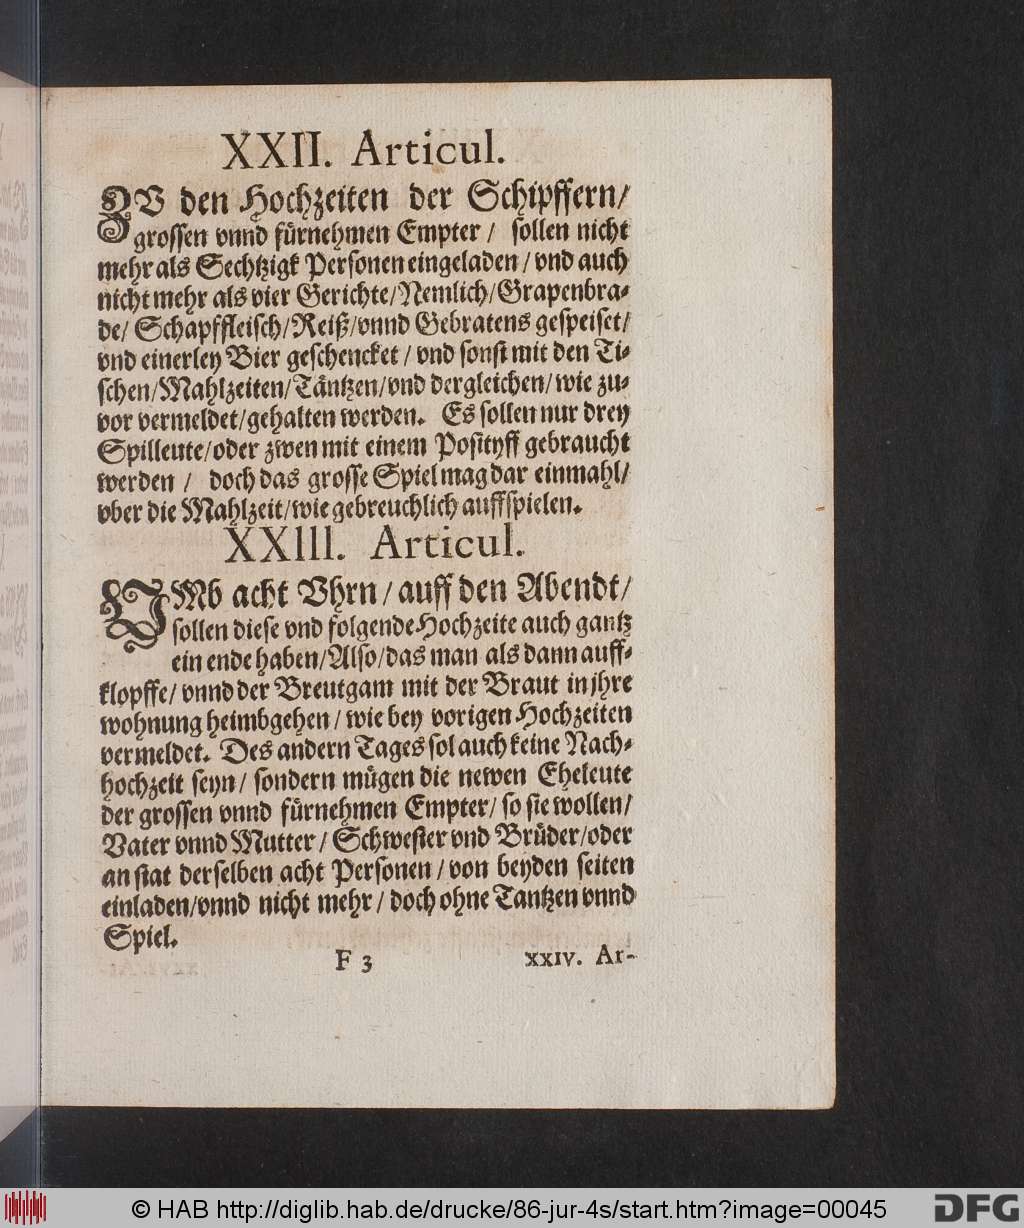 XXII. Articul.
ZV den Hochzeiten der Schipffern/
grossen vnnd fürnehmen Empter / sollen nicht
mehr als Sechtzigk Personen eingeladen / vnd auch
nicht mehr als vier Gerichte/Nemlich/Grapenbra-
de/ Schapffleisch/Reiß/vnnd Gebratens gespeiset/
vnd einerley Bier geschencket / vnd sonst mit den Ti-
schen/Mahlzeiten/Täntzen/vnd dergleichen/wie zu-
vor vermeldet/gehalten werden. Es sollen nur drey
Spilleute/oder zwen mit einem Posityff gebraucht
werden / doch das grosse Spiel mag dar einmahl/
vber die Mahlzeit/wie gebreuchlich auffspielen.
XXIII. Articul.
VMb acht Vhrn / auff den Abendt /
sollen diese vnd folgende Hochzeite auch gantz
ein ende haben/Also/das man als dann auff-
klopffe/ vnnd der Breutgam mit der Braut in jhre
wohnung heimbgehen / wie bey vorigen Hochzeiten
vermeldet. Des andern Tages sol auch keine Nach-
hochzeit seyn/ sondern mügen die newen Eheleute
der grossen vnnd fürnehmen Empter/ so sie wollen/
Vater vnnd Mutter / Schwester vnd Brüder/oder
an stat derselben acht Personen / von beyden seiten
einladen/vnnd nicht mehr / doch ohne Tantzen vnnd
Spiel.
F 3 XXIV. Ar-
© HAB http://diglib.hab.de/drucke/86-jur-4s/start.htm?image=00045
DFG